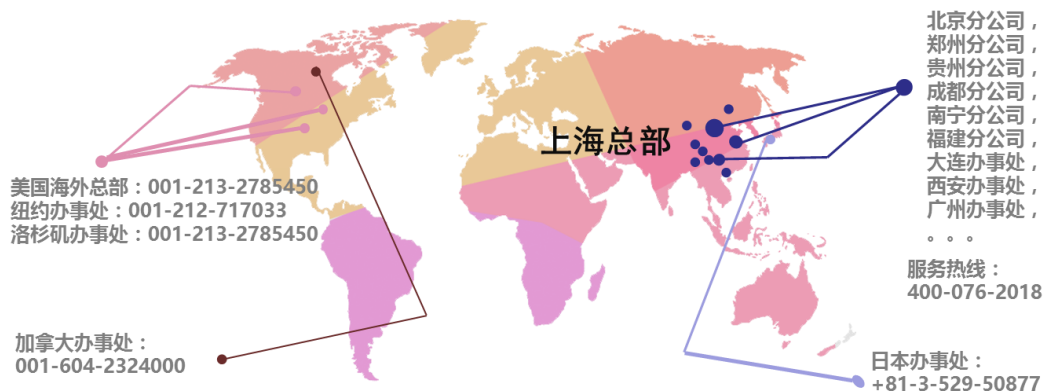 上海总部
美国海外总部：001-213-2785450
纽约办事处：001-212-717033
洛杉矶办事处：001-213-2785450
加拿大办事处：
001-604-2324000
北京分公司，
郑州分公司，
贵州分公司，
成都分公司，
南宁分公司，
福建分公司，
大连办事处，
西安办事处，
广州办事处，
。。。
服务热线：
400-076-2018
日本办事处：
+81-3-529-50877